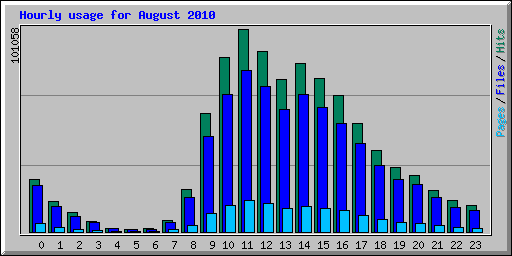 Hourly usage for August 2010
101058
Pages / Files / Hits
0 1 2 3 4 5 6 7 8 9 10 11 12 13 14 15 16 17 18 19 20 21 22 23